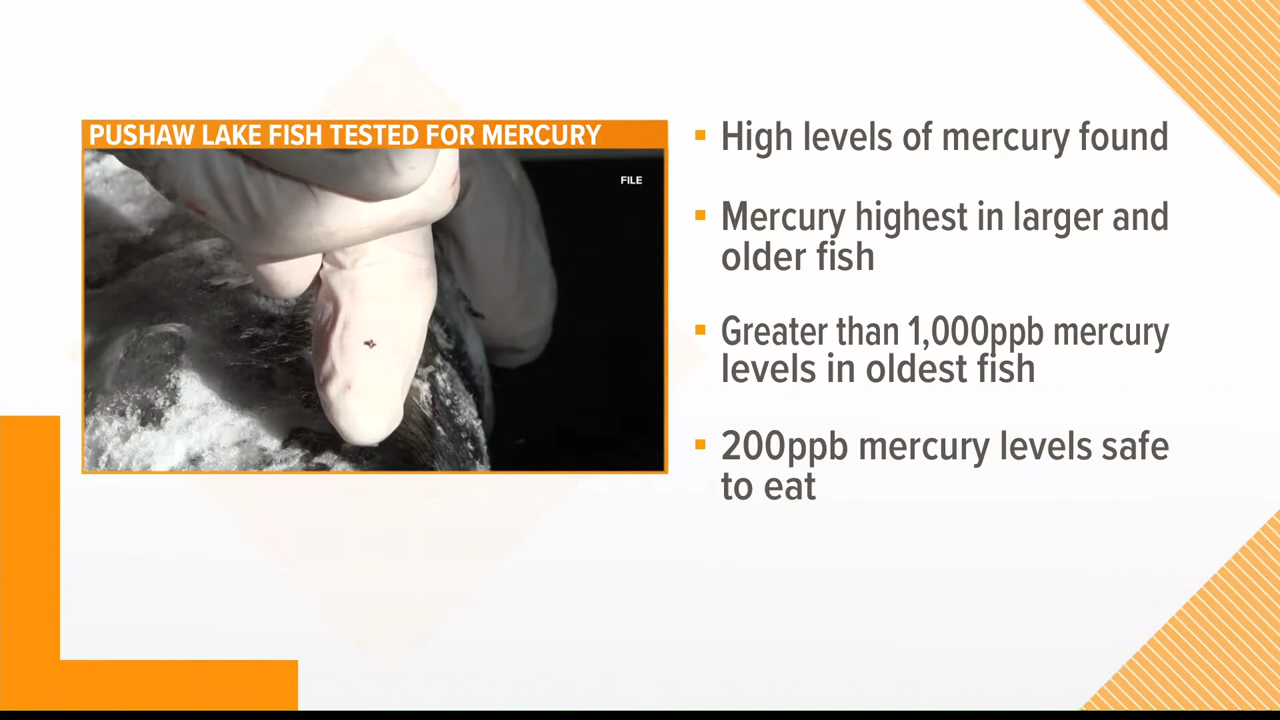 PUSHAW LAKE FISH TESTED FOR MERCURY
FILE
▪ High levels of mercury found
▪ Mercury highest in larger and
older fish
▪ Greater than 1,000ppb mercury
levels in oldest fish
▪ 200ppb mercury levels safe
to eat